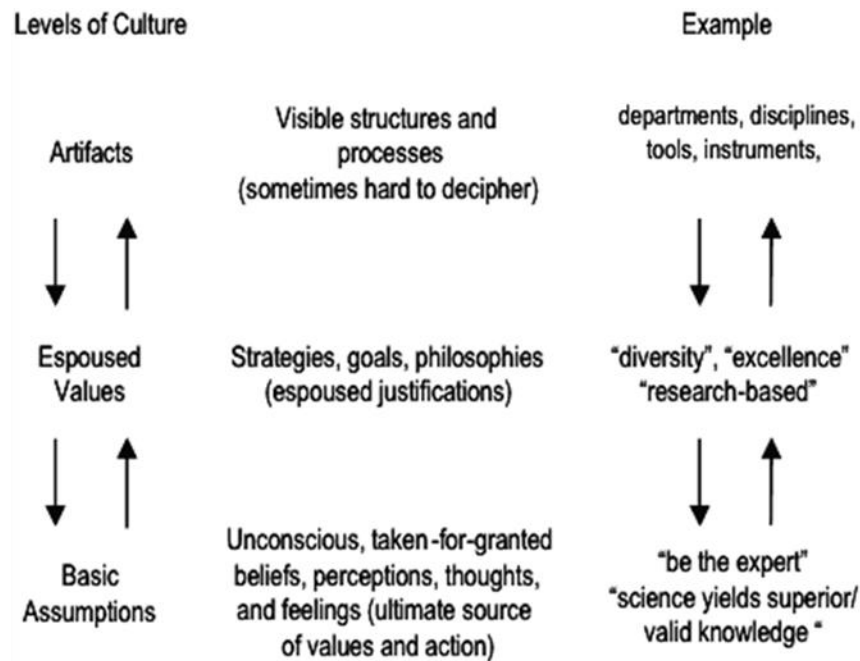 Levels of Culture
Example
Artifacts
Visible structures and
processes
(sometimes hard to decipher)
departments, disciplines,
tools, instruments,
Espoused
Values
Strategies, goals, philosophies
(espoused justifications)
"diversity", "excellence"
"research-based"
Basic
Assumptions
Unconscious, taken-for-granted
beliefs, perceptions, thoughts,
and feelings (ultimate source
of values and action)
"be the expert"
"science yields superior/
valid knowledge "